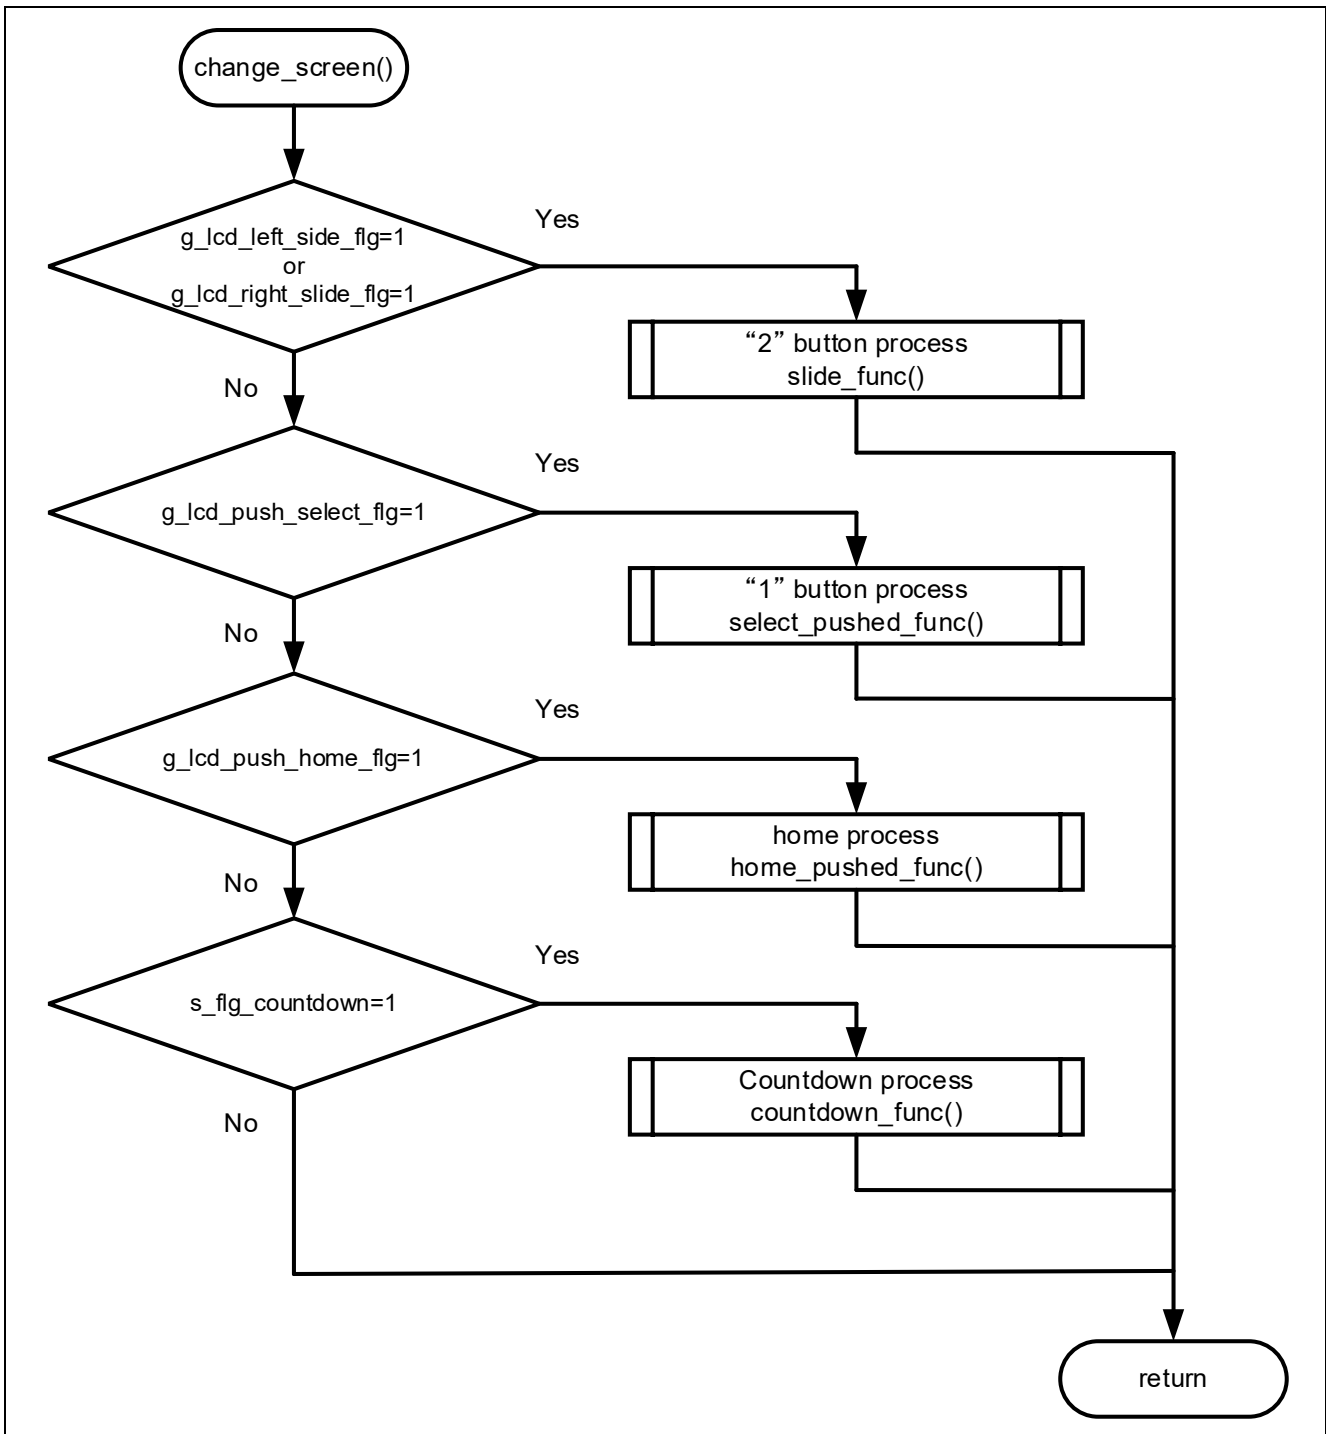 change_screen()
g_lcd_left_side_flg=1
or
g_lcd_right_slide_flg=1
Yes
“2” button process
slide_func()
No
g_lcd_push_select_flg=1
Yes
“1” button process
select_pushed_func()
No
g_lcd_push_home_flg=1
Yes
home process
home_pushed_func()
No
s_flg_countdown=1
Yes
Countdown process
countdown_func()
No
return